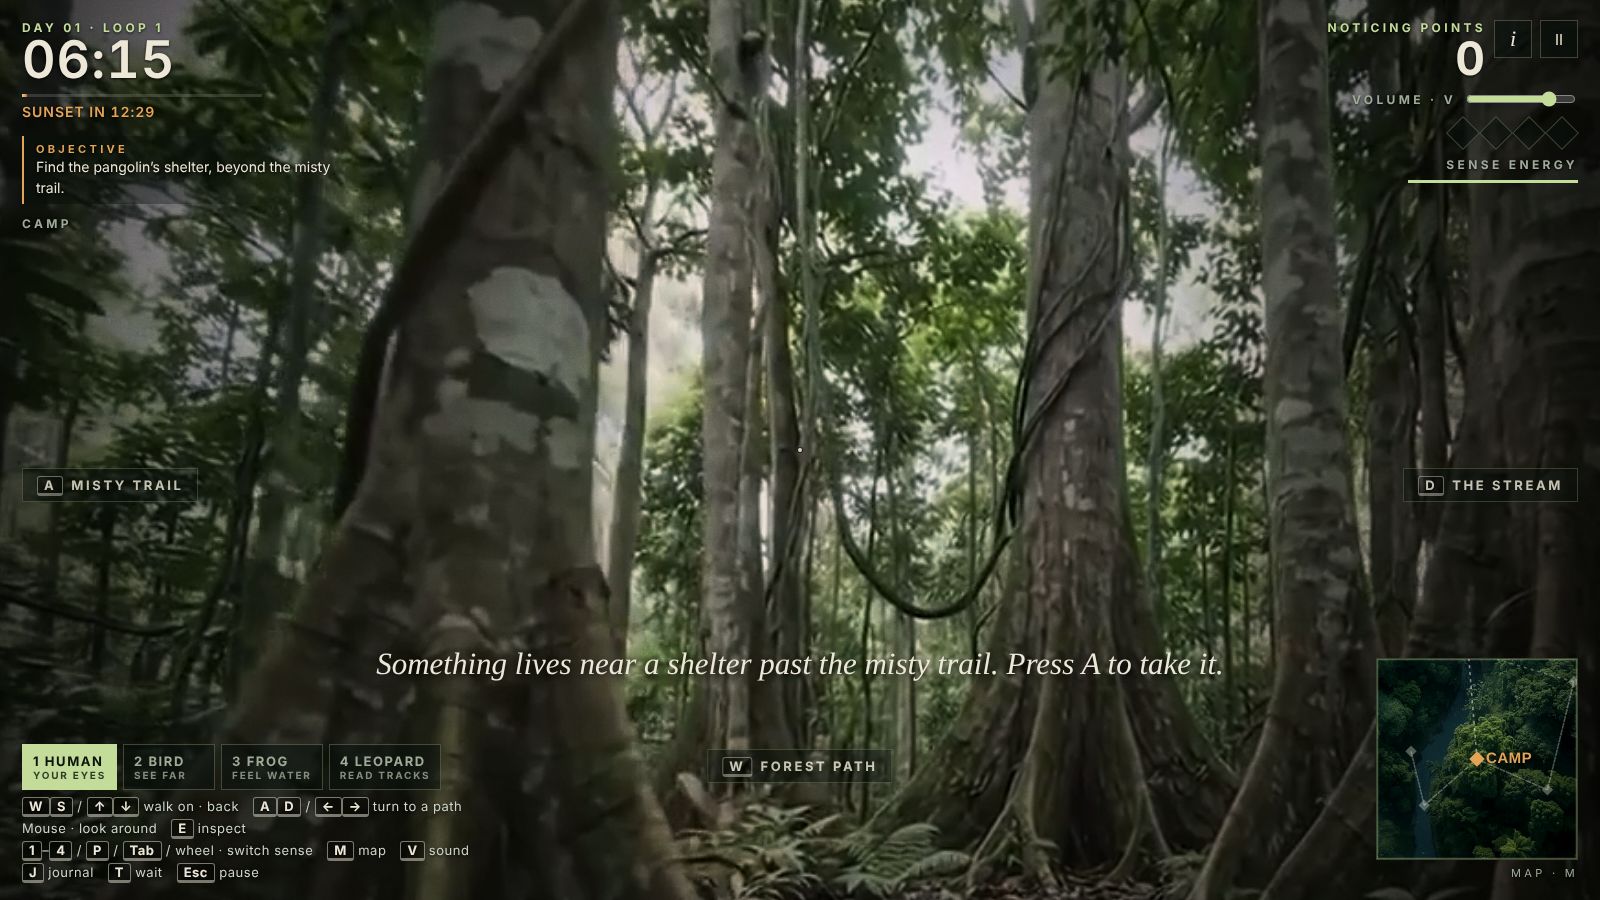 DAY 01 · LOOP 1
06:15
SUNSET IN 12:29
OBJECTIVE
Find the pangolin’s shelter, beyond the misty
trail.
CAMP
NOTICING POINTS
0
i
VOLUME · V
SENSE ENERGY
A MISTY TRAIL
D THE STREAM
Something lives near a shelter past the misty trail. Press A to take it.
W FOREST PATH
1 HUMAN
YOUR EYES
2 BIRD
SEE FAR
3 FROG
FEEL WATER
4 LEOPARD
READ TRACKS
W S / ↑ ↓ walk on · back A D / ← → turn to a path
Mouse · look around E inspect
1–4 / P / Tab / wheel · switch sense M map V sound
J journal T wait Esc pause
CAMP
MAP · M